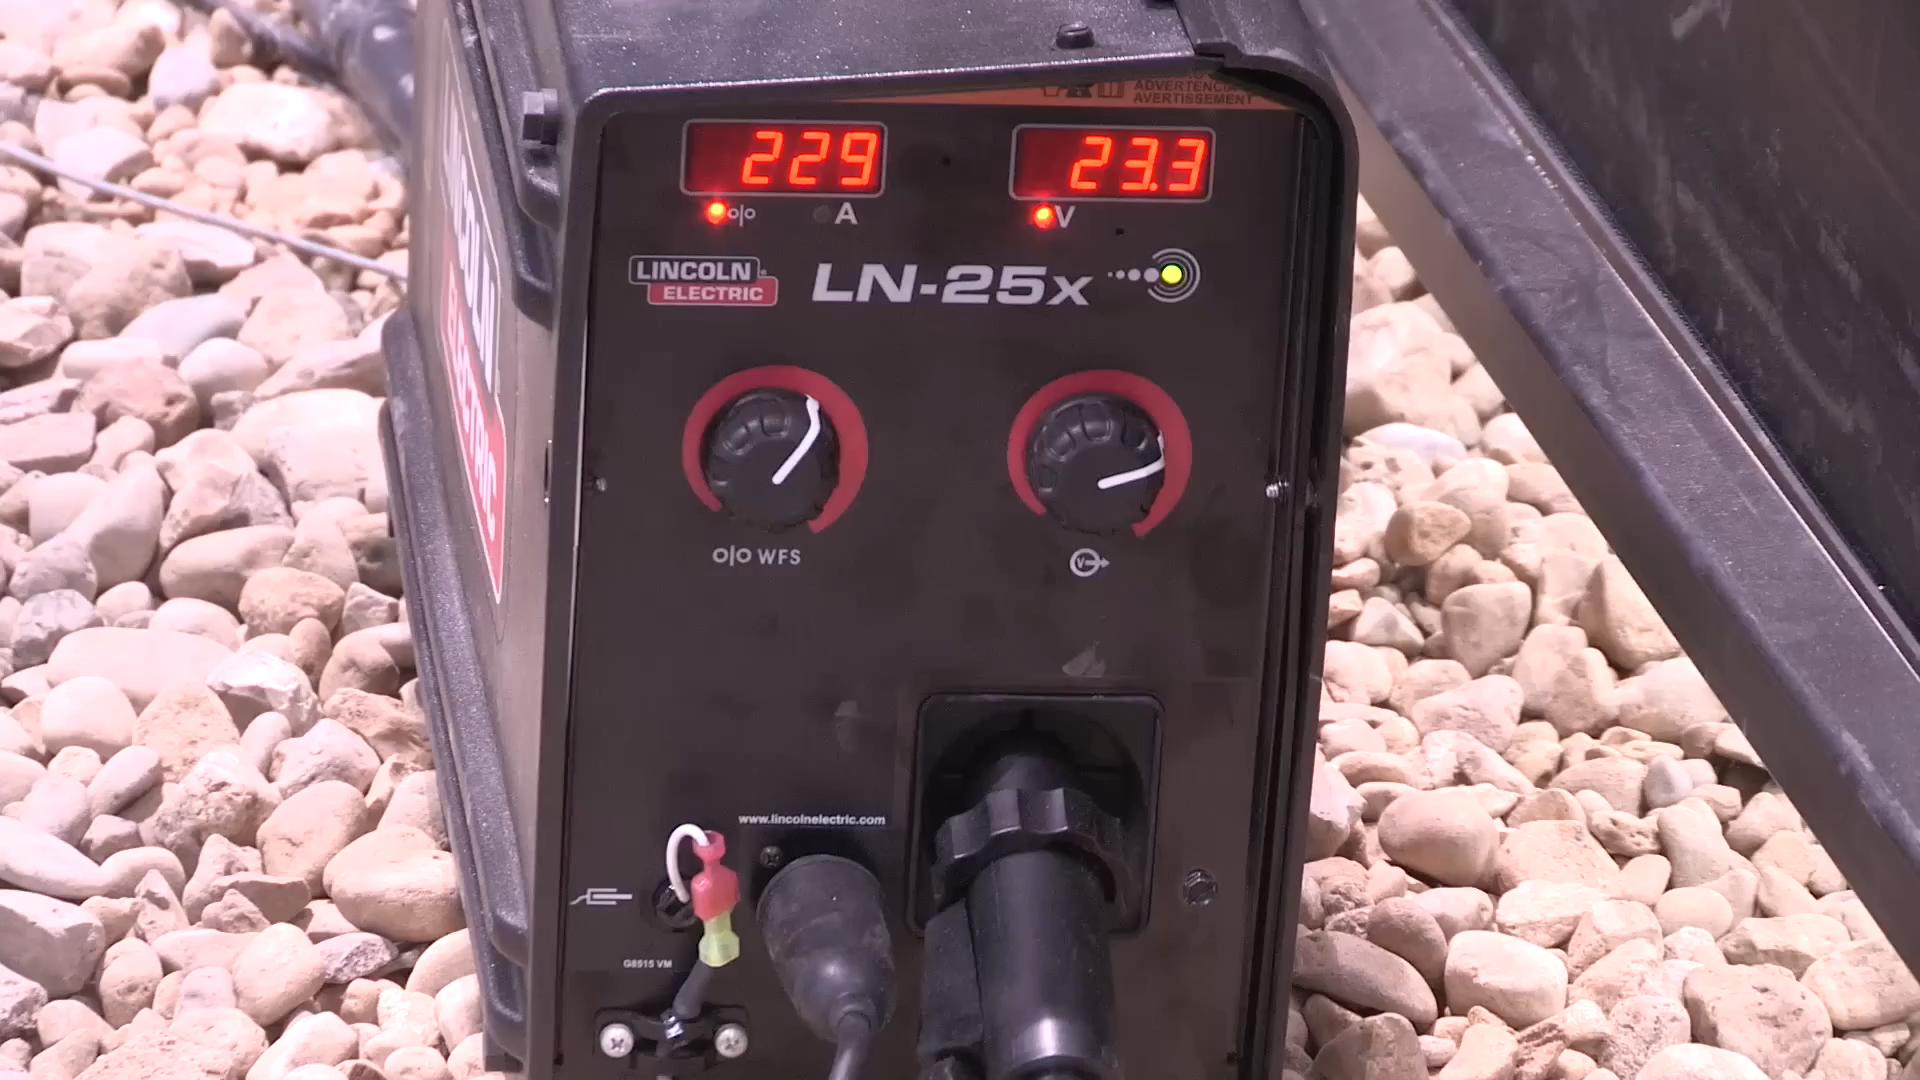 ADVERTENCIA
AVERTISSEMENT
229
23.3
A
V
LINCOLN
ELECTRIC
LN-25x
LINCOLN
ELECTRIC
WFS
V
www.lincolnelectric.com
G8515 VM